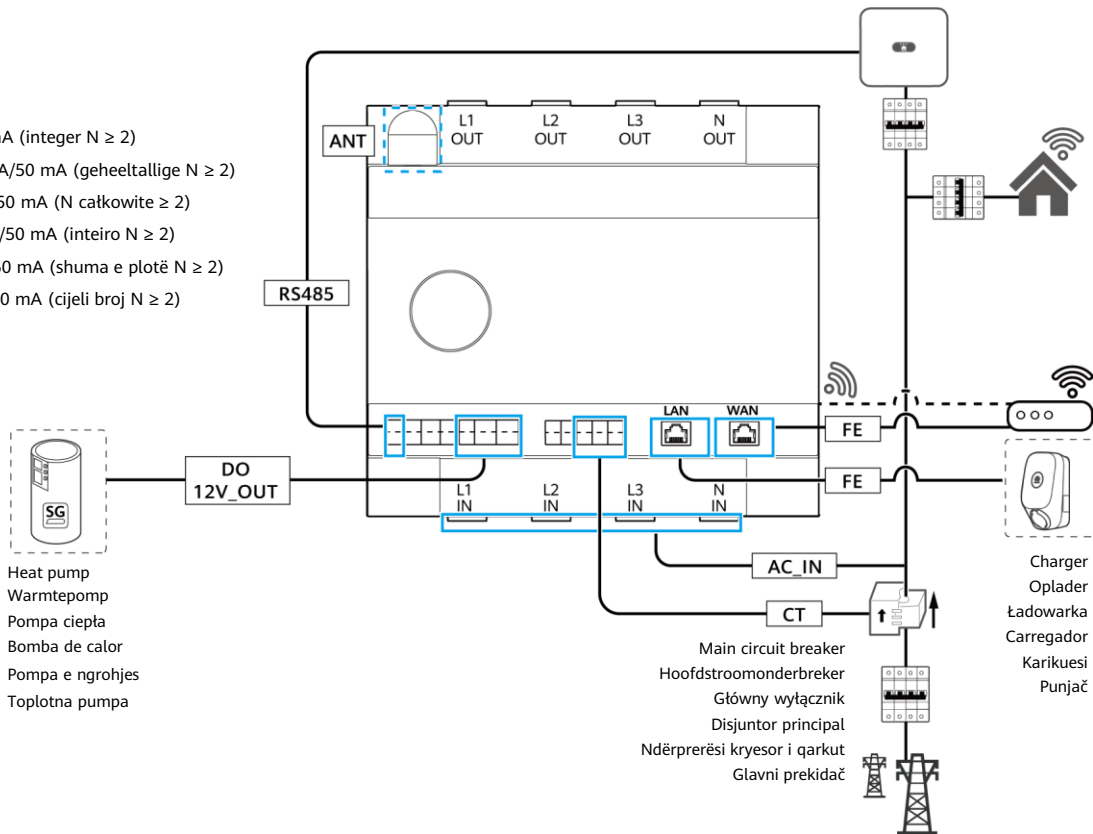 mA (integer N ≥ 2)
A/50 mA (geheeltallige N ≥ 2)
50 mA (N całkowite ≥ 2)
/50 mA (inteiro N ≥ 2)
50 mA (shuma e plotë N ≥ 2)
0 mA (cijeli broj N ≥ 2)
ANT
L1 OUT
L2 OUT
L3 OUT
N OUT
RS485
LAN
WAN
FE
FE
DO
12V_OUT
L1 IN
L2 IN
L3 IN
N IN
SG
AC_IN
CT
Heat pump
Warmtepomp
Pompa ciepła
Bomba de calor
Pompa e ngrohjes
Toplotna pumpa
Charger
Oplader
Ładowarka
Carregador
Karikuesi
Punjač
Main circuit breaker
Hoofdstroomonderbreker
Główny wyłącznik
Disjuntor principal
Ndërprerësi kryesor i qarkut
Glavni prekidač